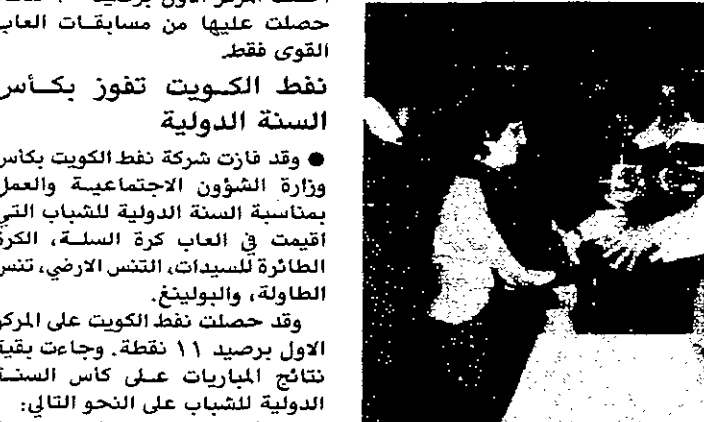 حصلت عليها من مسابقات العاب
القوى فقط.
نفط الكويت تفوز بكأس
السنة الدولية
● وقد فازت شركة نفط الكويت بكاس
وزارة الشؤون الاجتماعية والعمل
بمناسبة السنة الدولية للشباب التي
اقيمت في العاب كرة السلة، الكرة
الطائرة للسيدات، التنس الارضي، تنس
الطاولة، والبولينغ.
وقد حصلت نفط الكويت على المركز
الاول برصيد ١١ نقطة. وجاءت بقية
نتائج المباريات على كاس السنة
الدولية للشباب على النحو التالي: